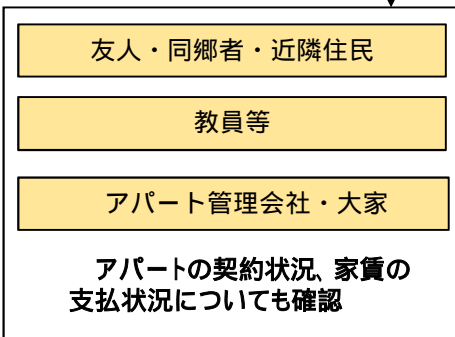 友人・同郷者・近隣住民
教員等
アパート管理会社・大家
アパートの契約状況、家賃の
支払状況についても確認